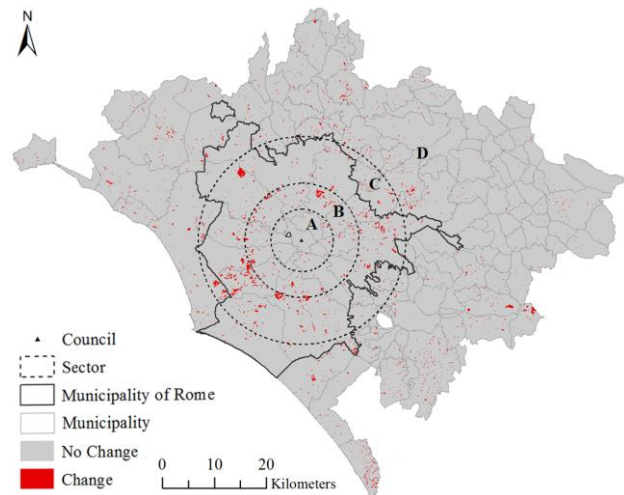 N
D
C
B
A
Council
Sector
Municipality of Rome
Municipality
No Change
Change
0 10 20
Kilometers